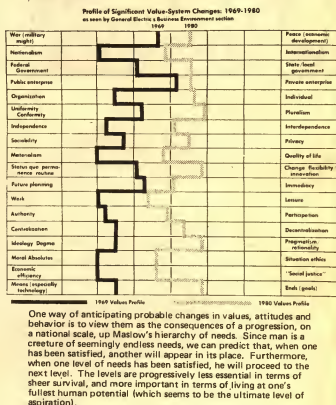 Profile of Significant Value-System Changes: 1969-1980
as seen by General Electric's Business Environment section
1969 1980
War (military might) Peace (economic development)
Nationalism Internationalism
Federal Government State/local government
Public enterprise Private enterprise
Organization Individual
Uniformity Conformity Pluralism
Independence Interdependence
Sociability Privacy
Materialism Quality of life
Status quo permanence routine Change flexibility innovation
Future planning Immediacy
Work Leisure
Authority Participation
Centralization Decentralization
Ideology Dogma Pragmatism, rationality
Moral Absolutes Situation ethics
Economic efficiency "Social justice"
Means (especially technology) Ends (goals)
1969 Values Profile 1980 Values Profile
One way of anticipating probable changes in values, attitudes and
behavior is to view them as the consequences of a progression, on
a national scale, up Maslow's hierarchy of needs. Since man is a
creature of seemingly endless needs, we can predict that, when one
has been satisfied, another will appear in its place. Furthermore,
when one level of needs has been satisfied, he will proceed to the
next level. The levels are progressively less essential in terms of
sheer survival, and more important in terms of living at one's
fullest human potential (which seems to be the ultimate level of
aspiration).